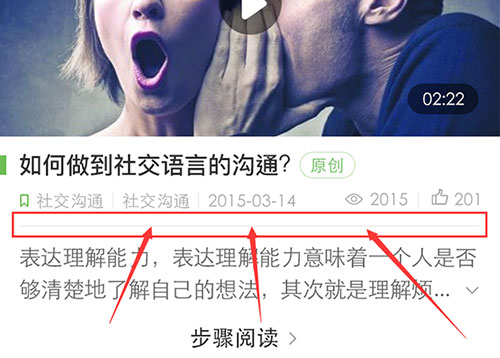 02:22
如何做到社交语言的沟通? 原创
社交沟通 社交沟通 2015-03-14 2015 201
表达理解能力，表达理解能力意味着一个人是否
够清楚地了解自己的想法，其次就是理解烦...
步骤阅读 >